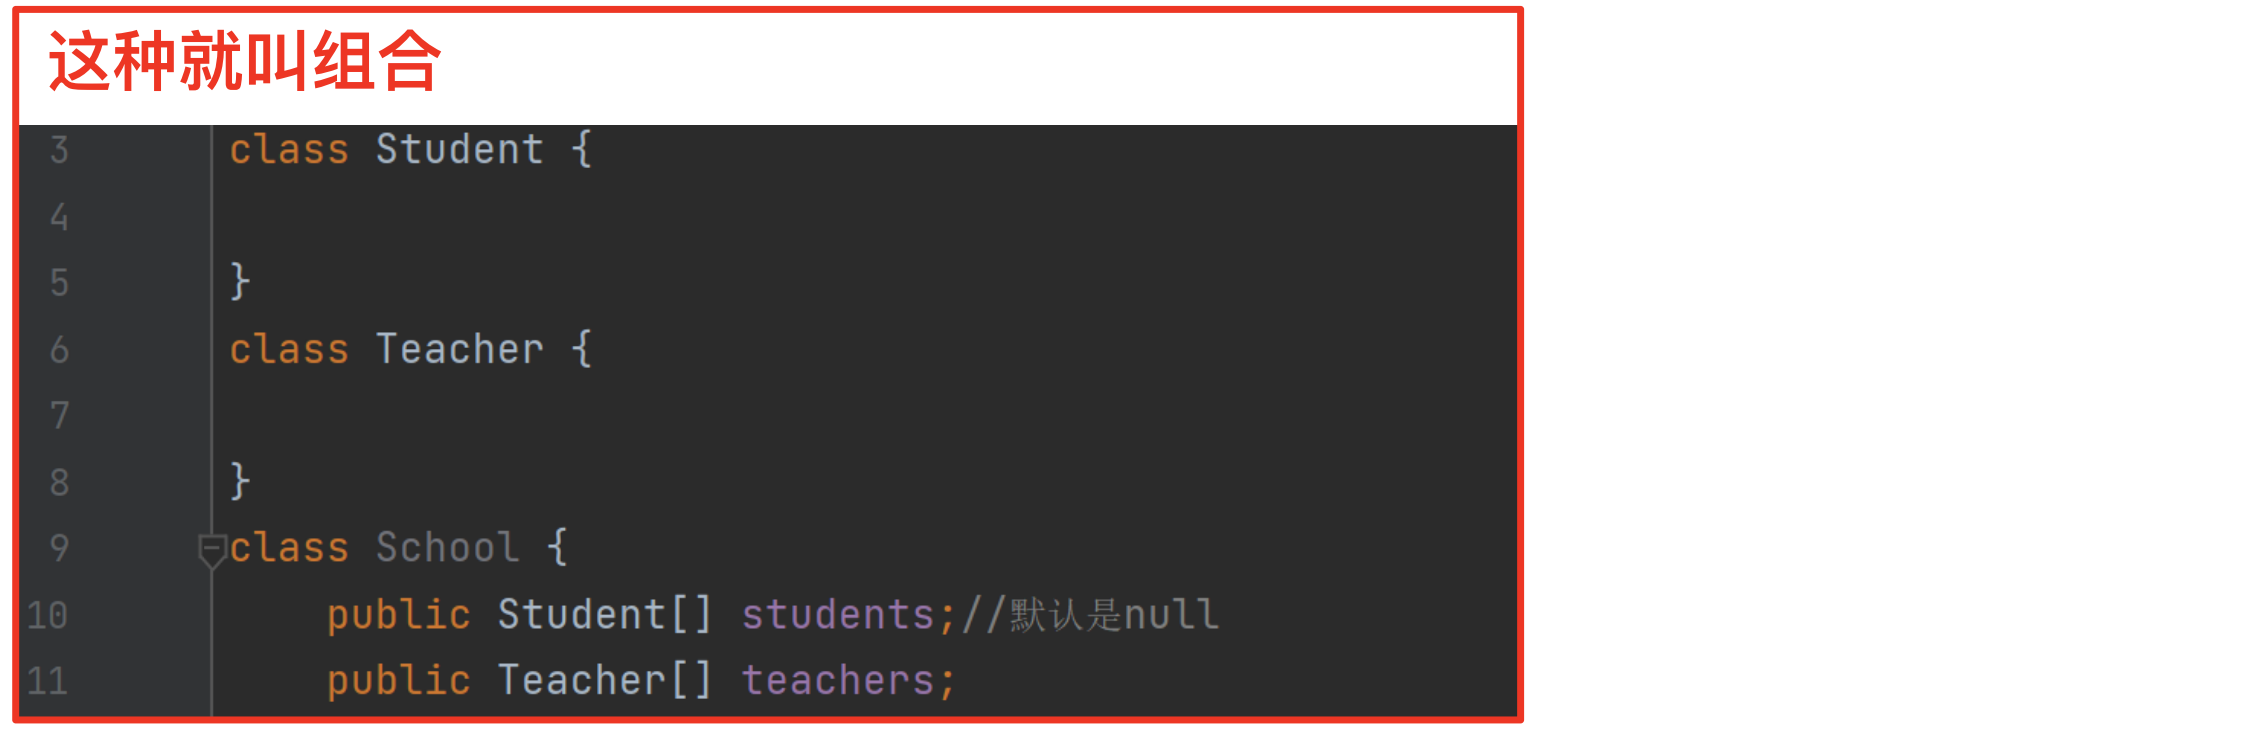 这种就叫组合
3 class Student {
4
5 }
6 class Teacher {
7
8 }
9 class School {
10 public Student[] students;//默认是null
11 public Teacher[] teachers;